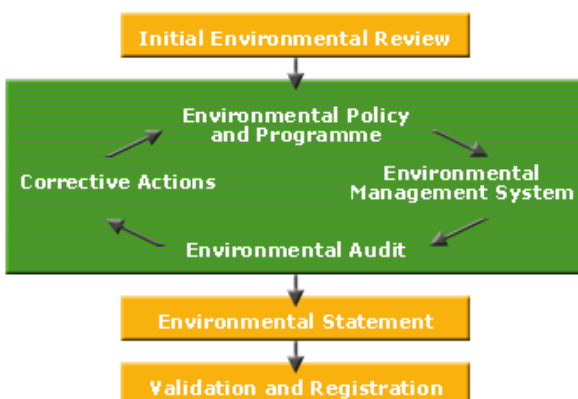 Initial Environmental Review
Environmental Policy
and Programme
Corrective Actions
Environmental
Management System
Environmental Audit
Environmental Statement
Validation and Registration